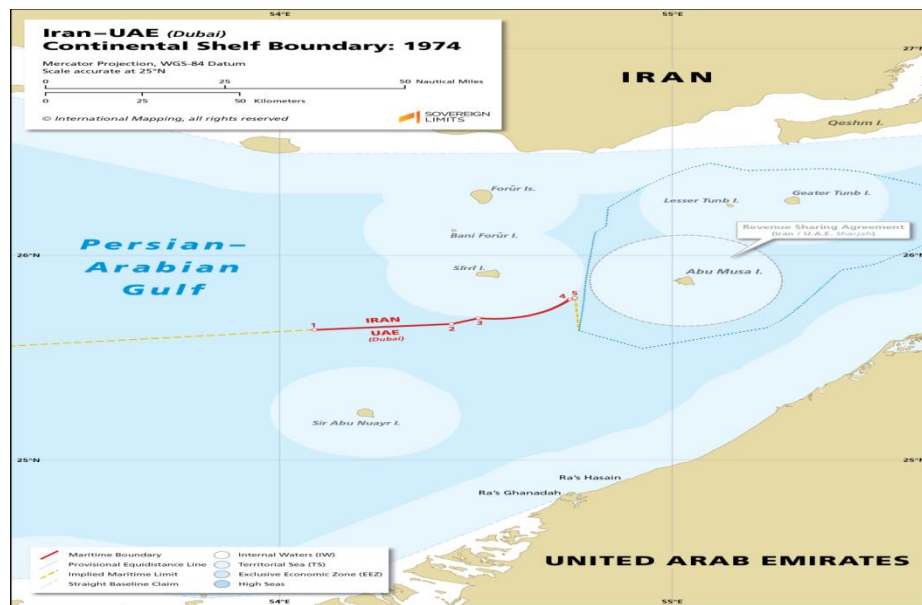 54°E
55°E
Iran–UAE (Dubai)
Continental Shelf Boundary: 1974
Mercator Projection, WGS-84 Datum
Scale accurate at 25°N
0 25 50 Nautical Miles
0 25 50 Kilometers
© International Mapping, all rights reserved
SOVEREIGN
LIMITS
27°N
IRAN
Qeshm I.
Forūr Is.
Lesser Tunb I.
Geater Tunb I.
Bani Forūr I.
Revenue Sharing Agreement
(Iran / U.A.E. Sharjah)
Persian–
Arabian
Gulf
26°N
26°N
Sīrrī I.
Abu Musa I.
1
IRAN
UAE
(Dubai)
2
3
4
5
Sir Abu Nuayr I.
25°N
25°N
Ra's Hasain
Ra's Ghanadah
UNITED ARAB EMIRATES
Maritime Boundary
Provisional Equidistance Line
Implied Maritime Limit
Straight Baseline Claim
Internal Waters (IW)
Territorial Sea (TS)
Exclusive Economic Zone (EEZ)
High Seas
54°E
55°E